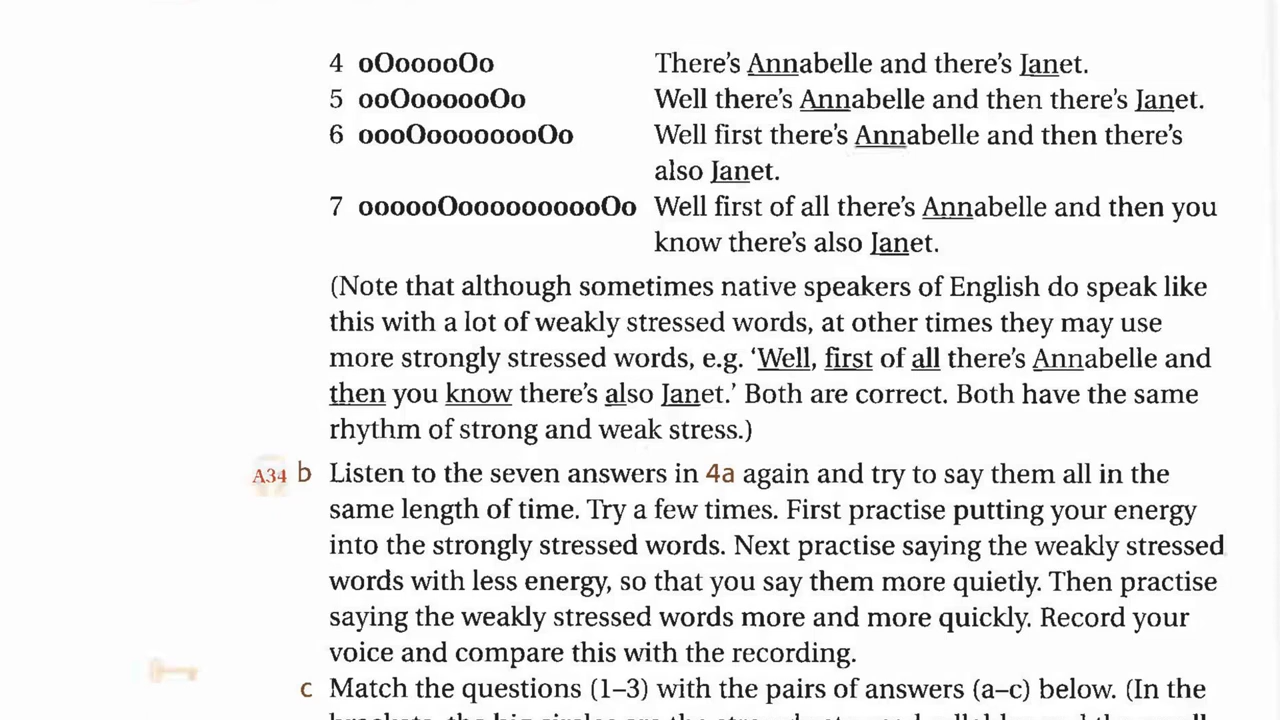 4 oOooooOo There's Annabelle and there's Janet.
5 ooOoooooOo Well there's Annabelle and then there's Janet.
6 oooOoooooooOo Well first there's Annabelle and then there's
also Janet.
7 oooooOoooooooooOo Well first of all there's Annabelle and then you
know there's also Janet.
(Note that although sometimes native speakers of English do speak like
this with a lot of weakly stressed words, at other times they may use
more strongly stressed words, e.g. ‘Well, first of all there's Annabelle and
then you know there's also Janet.’ Both are correct. Both have the same
rhythm of strong and weak stress.)
A34 b Listen to the seven answers in 4a again and try to say them all in the
same length of time. Try a few times. First practise putting your energy
into the strongly stressed words. Next practise saying the weakly stressed
words with less energy, so that you say them more quietly. Then practise
saying the weakly stressed words more and more quickly. Record your
voice and compare this with the recording.
c Match the questions (1–3) with the pairs of answers (a–c) below. (In the